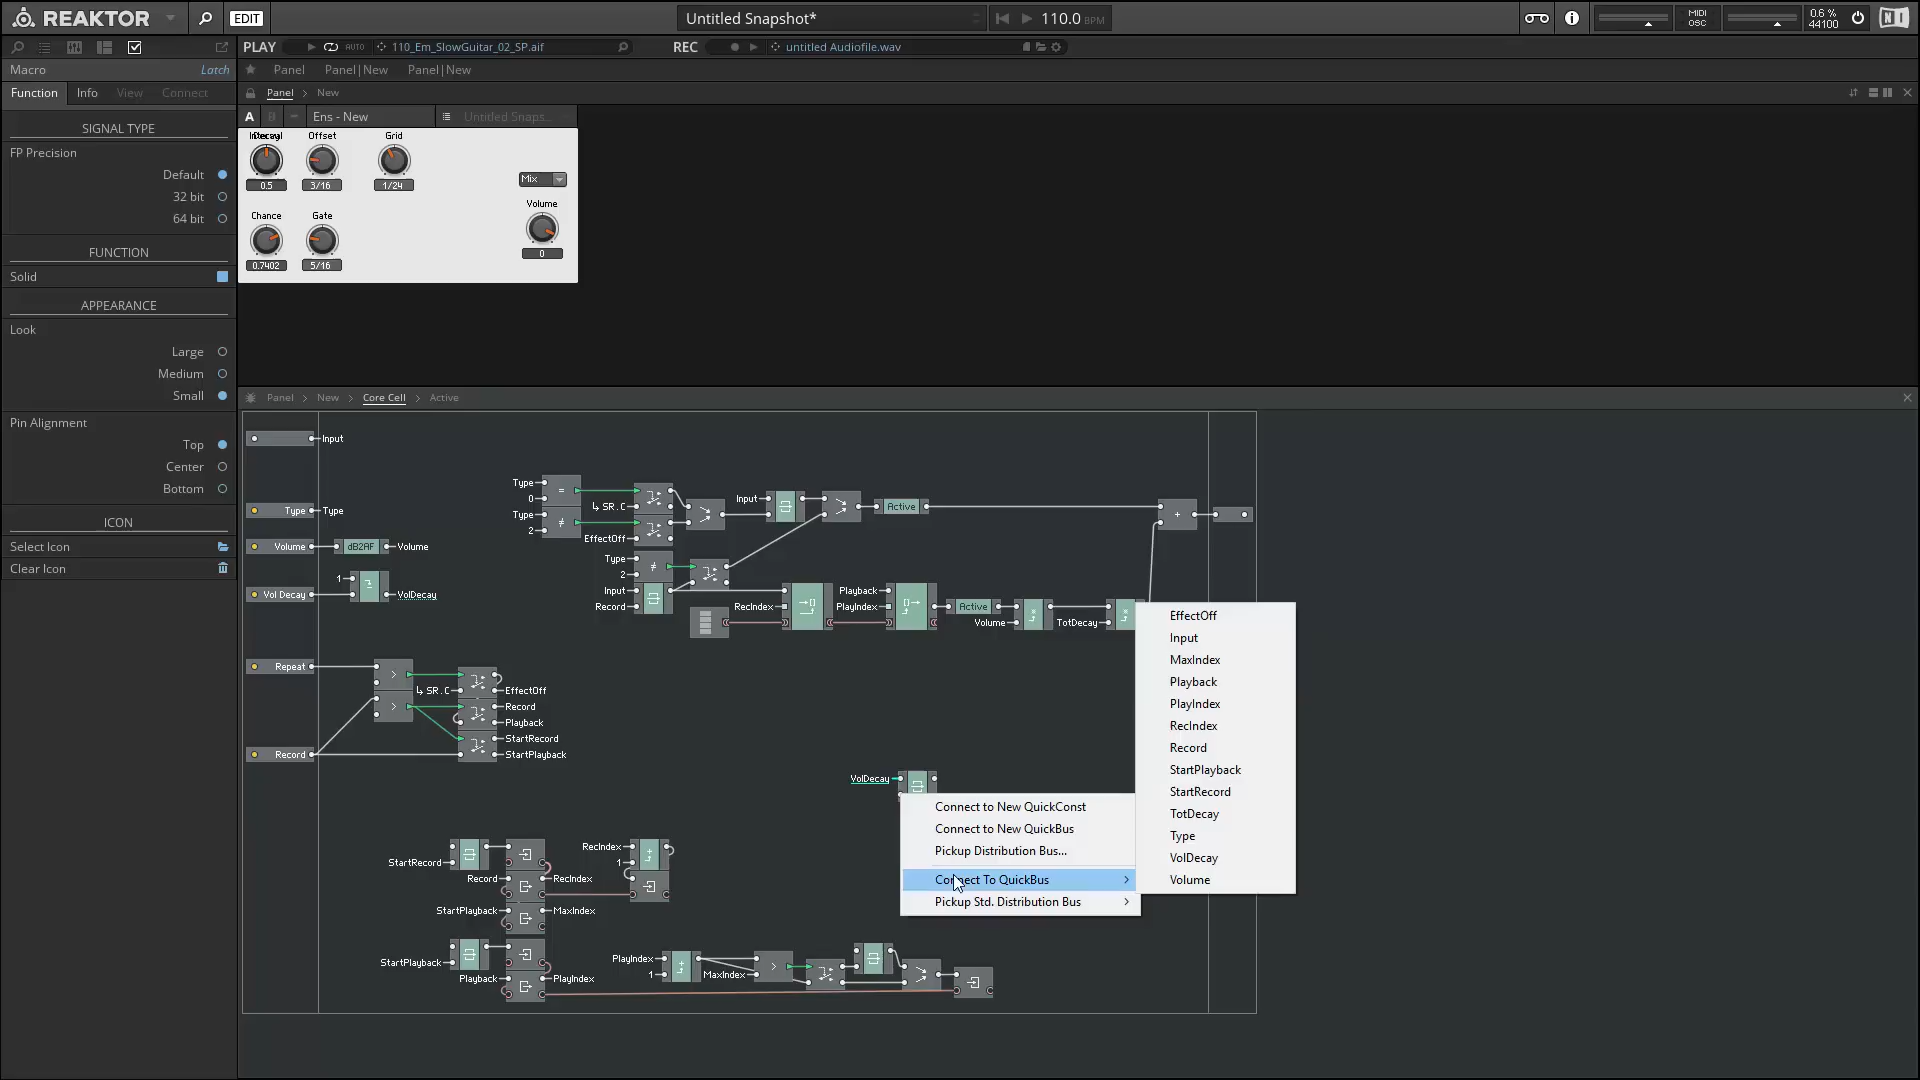 REAKTOR
EDIT
Untitled Snapshot*
110.0 BPM
MIDI
OSC
0.6 %
44100
PLAY
AUTO
110_Em_SlowGuitar_02_SP.aif
REC
untitled Audiofile.wav
Macro
Latch
Panel
Panel|New
Panel|New
Function
Info
View
Connect
Panel
New
SIGNAL TYPE
A
B
Ens - New
Untitled Snaps...
FP Precision
Default
32 bit
64 bit
Offset
Grid
0.5
3/16
1/24
Mix
Chance
Gate
Volume
0.7402
5/16
0
FUNCTION
Solid
APPEARANCE
Look
Large
Medium
Small
Pin Alignment
Top
Center
Bottom
ICON
Select Icon
Clear Icon
Panel
New
Core Cell
Active
Input
Type
Type
Volume
dB2AF
Volume
Vol Decay
1
VolDecay
Type
0
=
Type
2
≠
SR.C
EffectOff
Input
Active
+
Type
2
≠
Input
Record
RecIndex
Playback
PlayIndex
Active
Volume
TotDecay
Repeat
>
SR.C
EffectOff
>
Record
Playback
StartRecord
StartPlayback
Record
VolDecay
StartRecord
Record
RecIndex
RecIndex
1
StartPlayback
MaxIndex
StartPlayback
Playback
PlayIndex
PlayIndex
1
MaxIndex
>
Connect to New QuickConst
Connect to New QuickBus
Pickup Distribution Bus...
Connect To QuickBus
Pickup Std. Distribution Bus
EffectOff
Input
MaxIndex
Playback
PlayIndex
RecIndex
Record
StartPlayback
StartRecord
TotDecay
Type
VolDecay
Volume